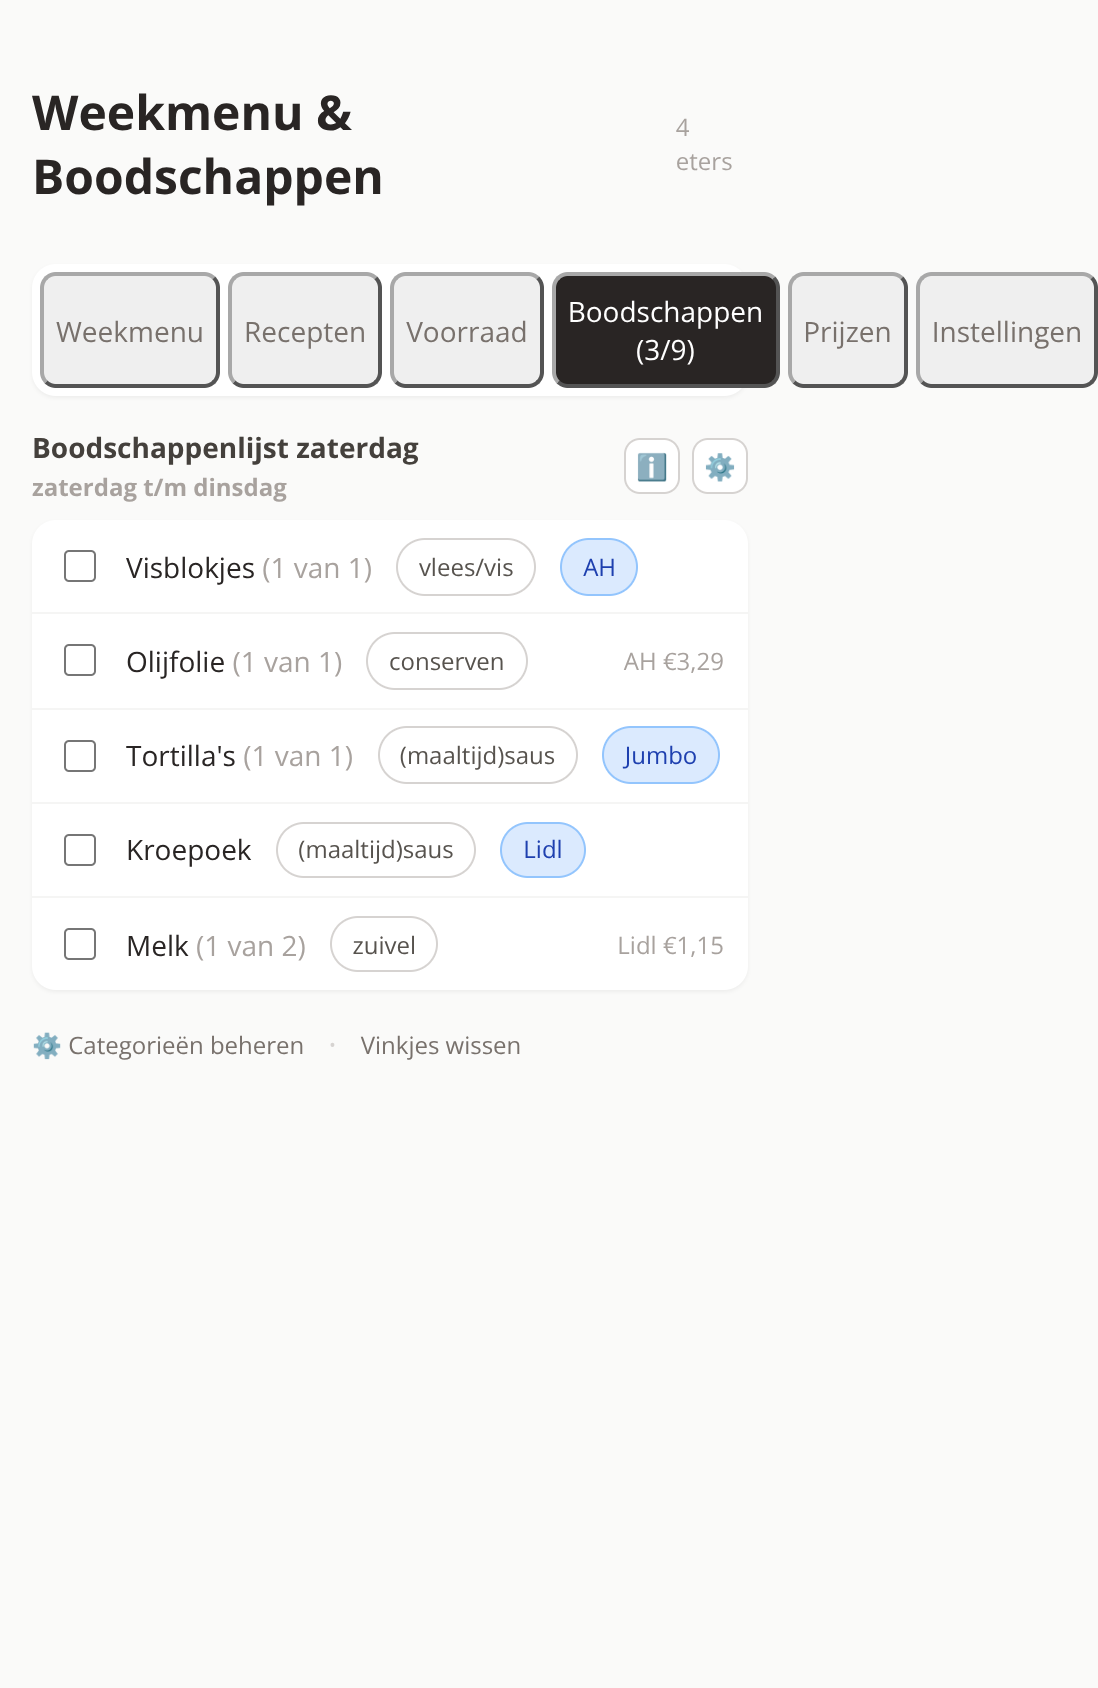 Weekmenu &
Boodschappen
4
eters
Weekmenu
Recepten
Voorraad
Boodschappen
(3/9)
Prijzen
Instellingen
Boodschappenlijst zaterdag
zaterdag t/m dinsdag
Visblokjes (1 van 1) vlees/vis AH
Olijfolie (1 van 1) conserven AH €3,29
Tortilla's (1 van 1) (maaltijd)saus Jumbo
Kroepoek (maaltijd)saus Lidl
Melk (1 van 2) zuivel Lidl €1,15
⚙️ Categorieën beheren · Vinkjes wissen